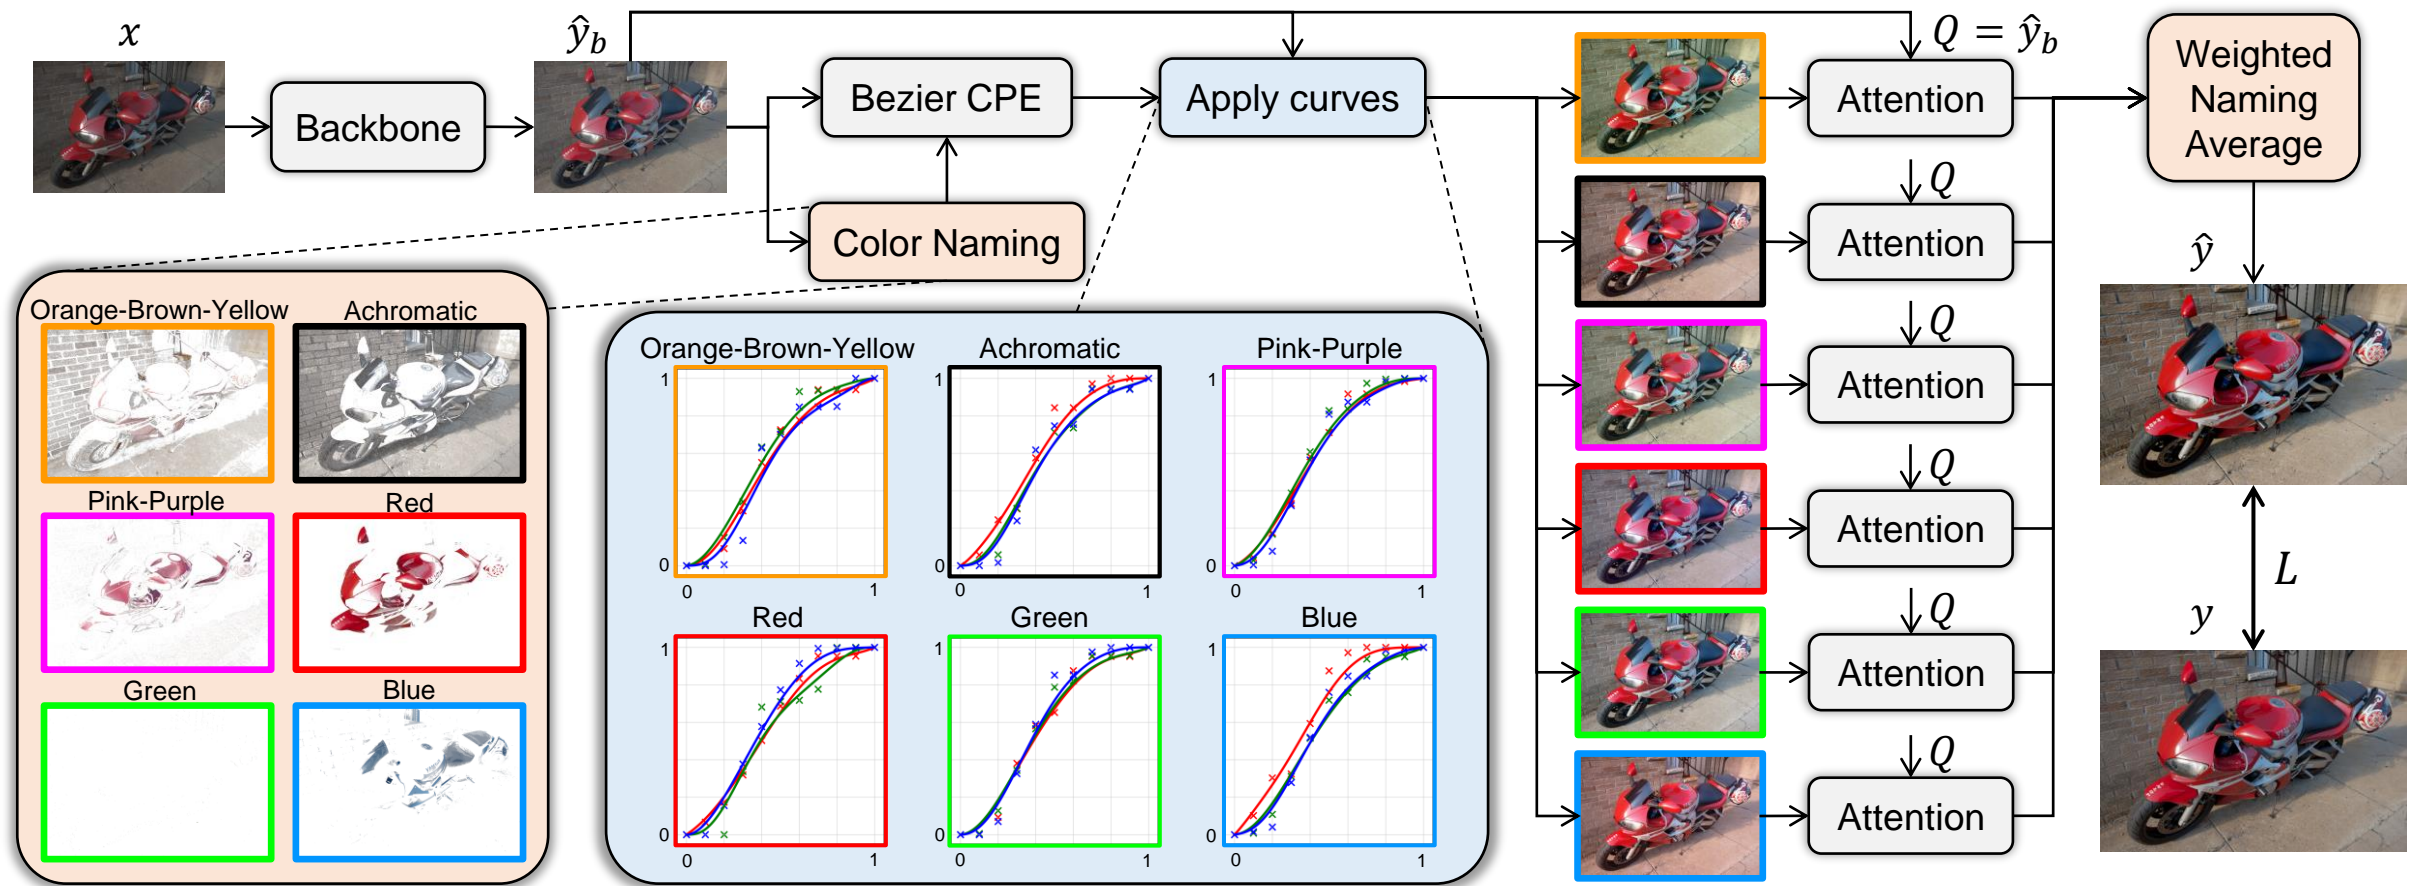 x
ŷ_b
Q = ŷ_b
Backbone
Bezier CPE
Apply curves
Attention
Weighted
Naming
Average
Color Naming
Q
Attention
Q
Attention
Q
Attention
Q
Attention
Q
Attention
ŷ
L
y
Orange-Brown-Yellow
Achromatic
Pink-Purple
Red
Green
Blue
Orange-Brown-Yellow
1
0
0
1
Achromatic
1
0
0
1
Pink-Purple
1
0
0
1
Red
1
0
0
1
Green
1
0
0
1
Blue
1
0
0
1